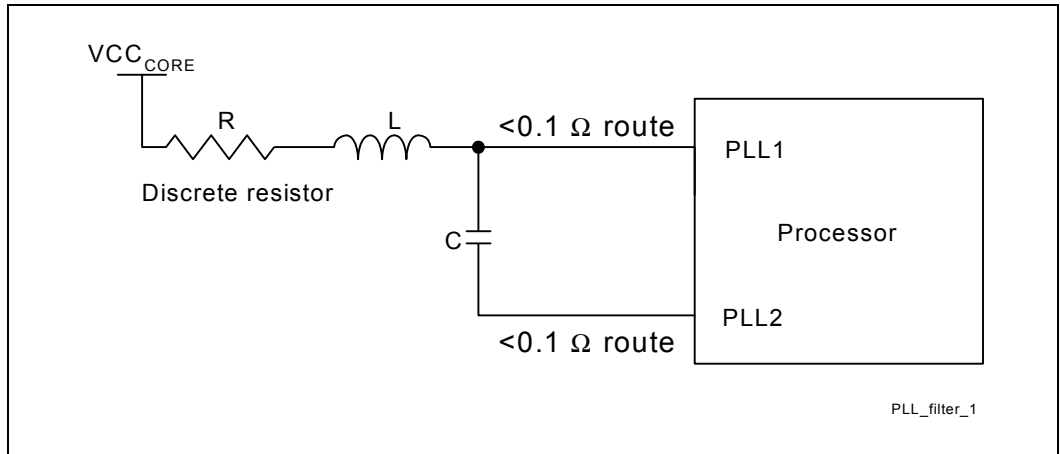 VCC CORE
R
L
<0.1 Ω route
PLL1
Discrete resistor
C
Processor
PLL2
<0.1 Ω route
PLL_filter_1